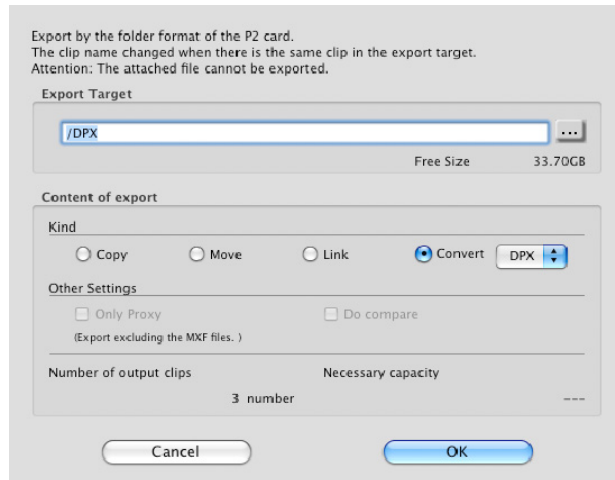 Export by the folder format of the P2 card.
The clip name changed when there is the same clip in the export target.
Attention: The attached file cannot be exported.
Export Target
/DPX
...
Free Size 33.70GB
Content of export
Kind
Copy Move Link Convert DPX
Other Settings
Only Proxy Do compare
(Export excluding the MXF files. )
Number of output clips Necessary capacity
3 number ---
Cancel OK